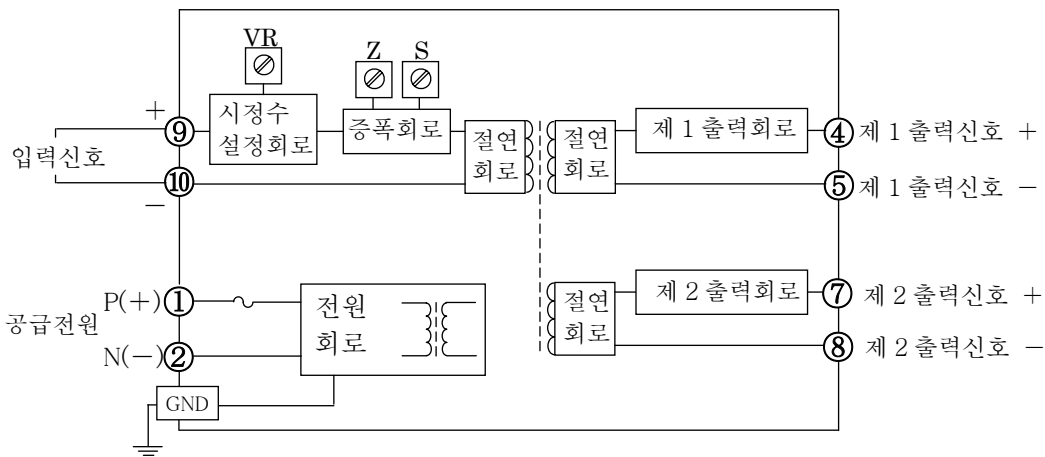 VR
Z S
+
⑨
시정수
설정회로
증폭회로
절연
회로
절연
회로
제 1 출력회로
④ 제 1 출력신호 +
입력신호
⑩
−
⑤ 제 1 출력신호 −
P(+) ①
공급전원
N(−) ②
전원
회로
절연
회로
제 2 출력회로
⑦ 제 2 출력신호 +
⑧ 제 2 출력신호 −
GND